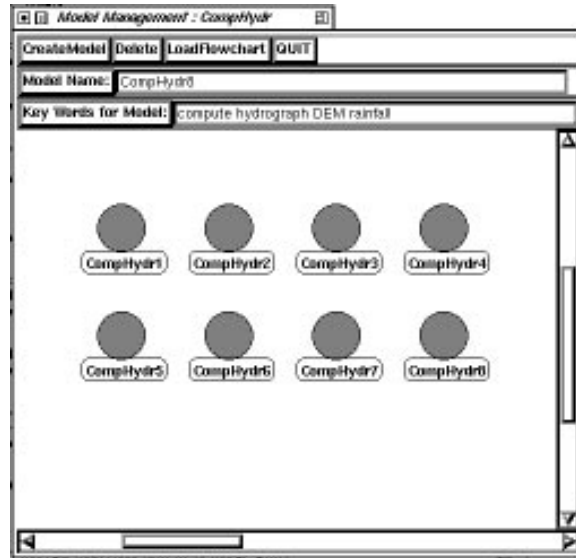 Model Management : CompHydr
CreateModel Delete LoadFlowchart QUIT
Model Name: CompHydr8
Key Words for Model: compute hydrograph DEM rainfall
CompHydr1 CompHydr2 CompHydr3 CompHydr4
CompHydr5 CompHydr6 CompHydr7 CompHydr8